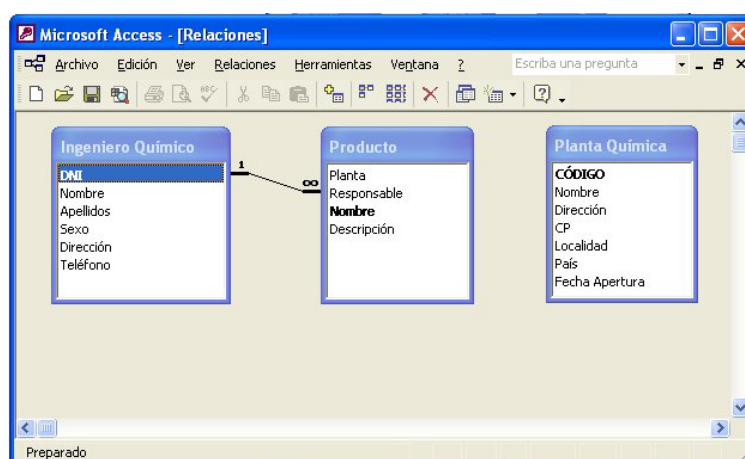 Microsoft Access - [Relaciones]
Archivo Edición Ver Relaciones Herramientas Ventana ? Escriba una pregunta
Ingeniero Químico
DNI
Nombre
Apellidos
Sexo
Dirección
Teléfono
1
∞
Producto
Planta
Responsable
Nombre
Descripción
Planta Química
CÓDIGO
Nombre
Dirección
CP
Localidad
País
Fecha Apertura
Preparado